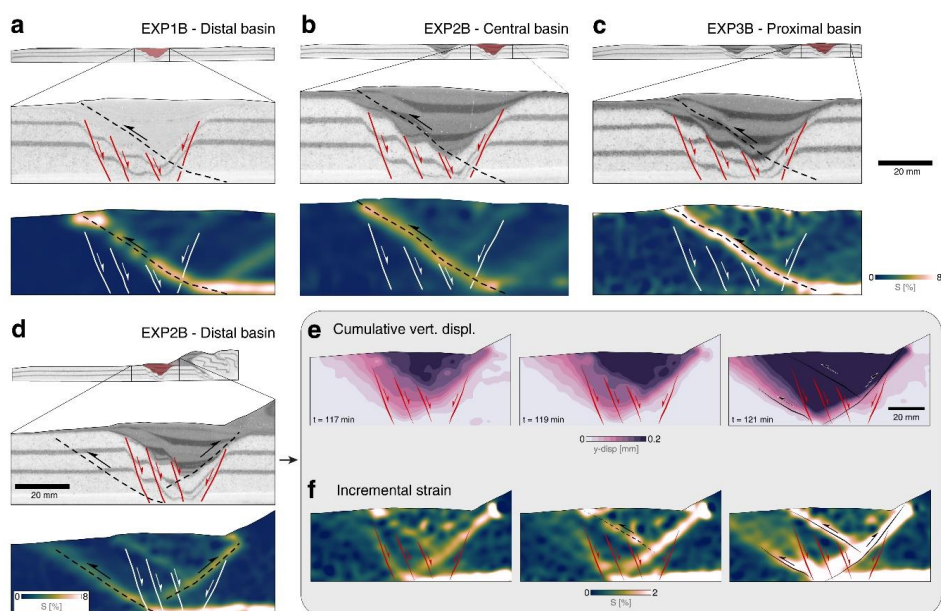 a EXP1B - Distal basin
b EXP2B - Central basin
c EXP3B - Proximal basin
20 mm
0 8
S [%]
d EXP2B - Distal basin
20 mm
0 8
S [%]
e Cumulative vert. displ.
t = 117 min
t = 119 min
t = 121 min
20 mm
0 0.2
y-disp [mm]
f Incremental strain
0 2
S [%]